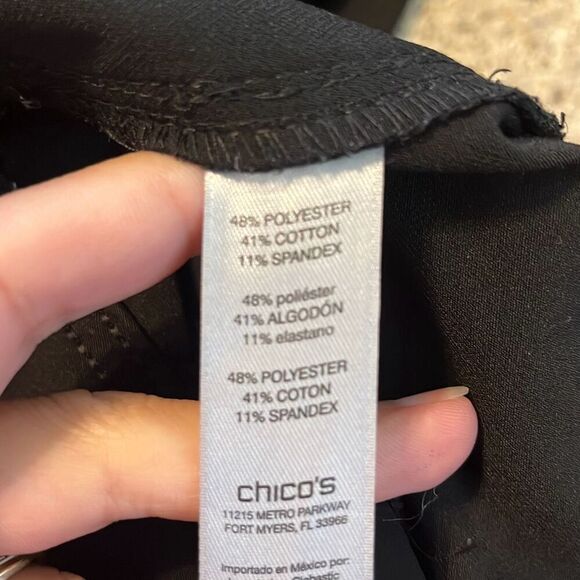 48% POLYESTER
41% COTTON
11% SPANDEX
48% poliéster
41% ALGODÓN
11% elastano
48% POLYESTER
41% COTON
11% SPANDEX
chico's
11215 METRO PARKWAY
FORT MYERS, FL 33966
Importado en México por: